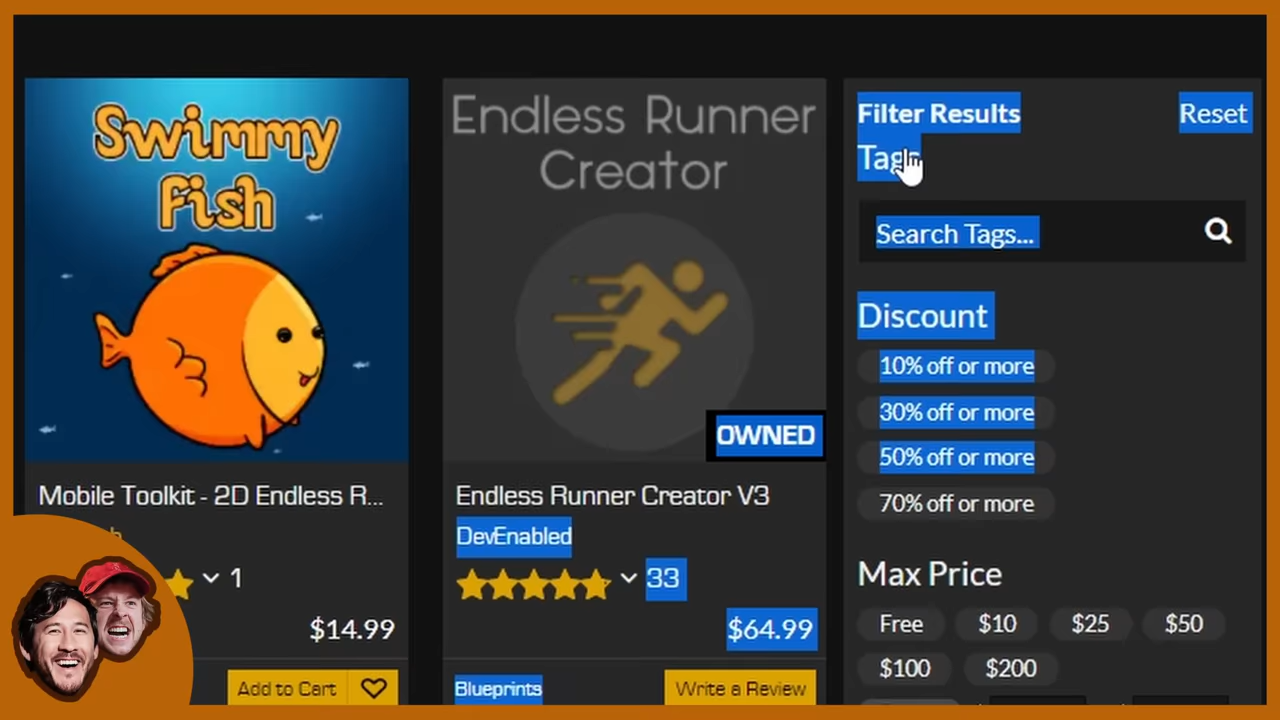 Swimmy
Fish
Mobile Toolkit - 2D Endless R...
1
$14.99
Add to Cart
Endless Runner
Creator
OWNED
Endless Runner Creator V3
DevEnabled
33
$64.99
Blueprints
Write a Review
Filter Results
Reset
Tags
Search Tags...
Discount
10% off or more
30% off or more
50% off or more
70% off or more
Max Price
Free
$10
$25
$50
$100
$200